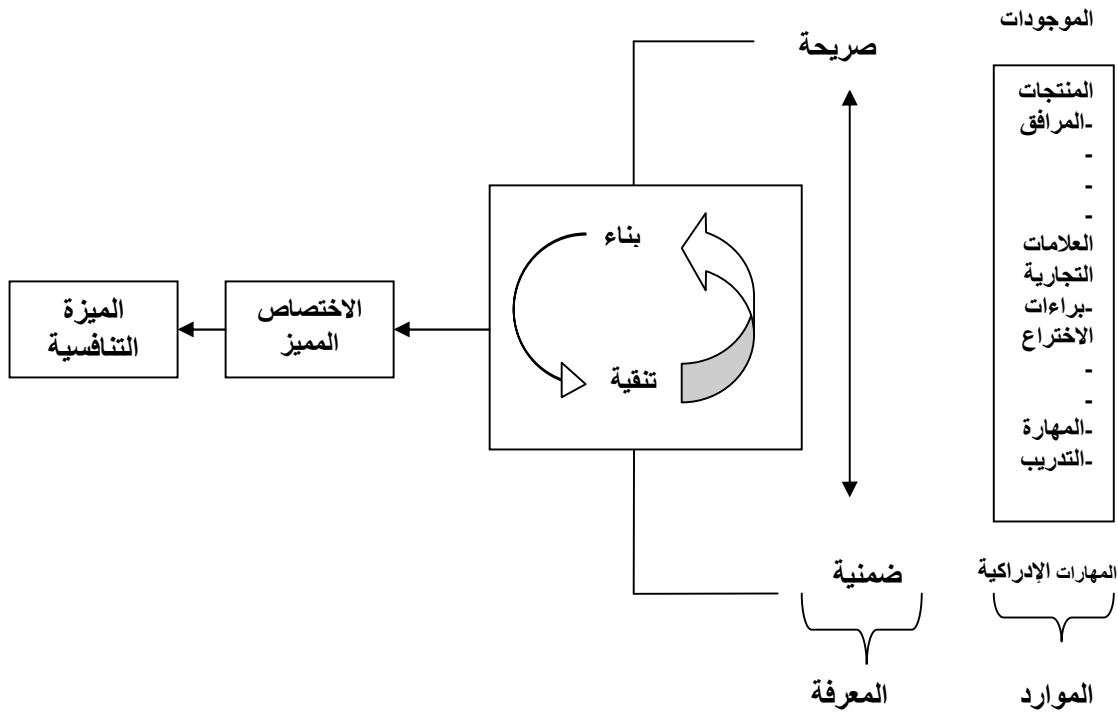 الموجودات
المنتجات
-المرافق
-
-
-
العلامات
التجارية
-براءات
الاختراع
-
-
-المهارة
-التدريب
المهارات الإدراكية
الموارد
صريحة
ضمنية
المعرفة
بناء
تنقية
الاختصاص
المميز
الميزة
التنافسية